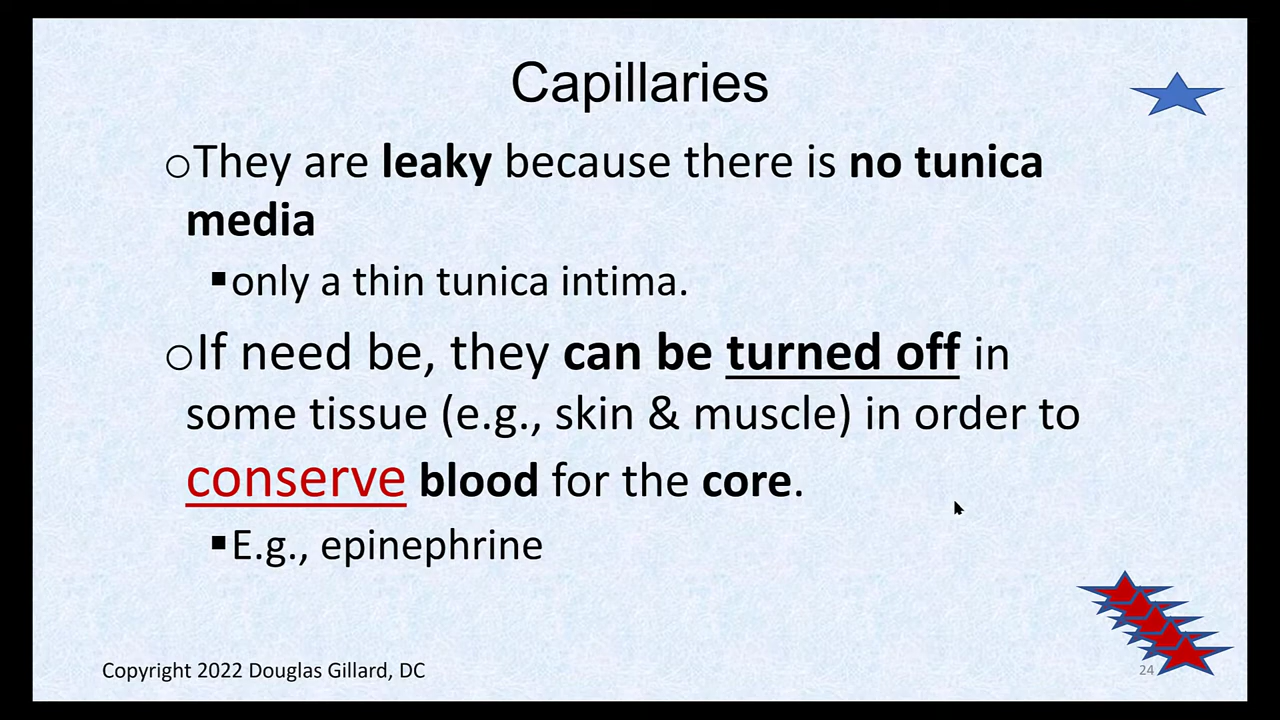 Capillaries
oThey are leaky because there is no tunica
media
▪only a thin tunica intima.
oIf need be, they can be turned off in
some tissue (e.g., skin & muscle) in order to
conserve blood for the core.
▪E.g., epinephrine
Copyright 2022 Douglas Gillard, DC
24